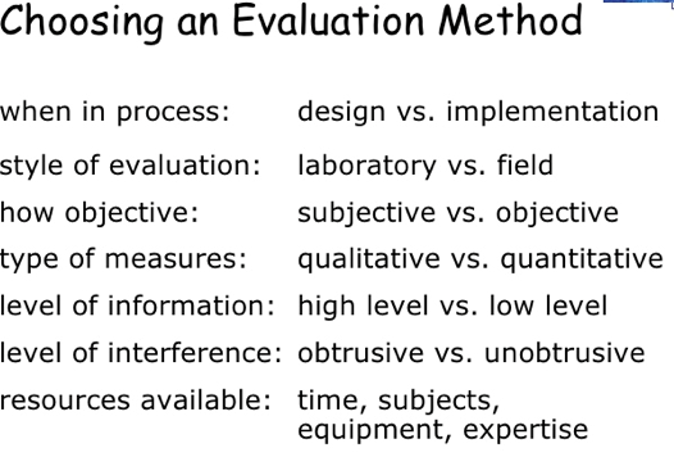 Choosing an Evaluation Method
when in process: design vs. implementation
style of evaluation: laboratory vs. field
how objective: subjective vs. objective
type of measures: qualitative vs. quantitative
level of information: high level vs. low level
level of interference: obtrusive vs. unobtrusive
resources available: time, subjects,
equipment, expertise